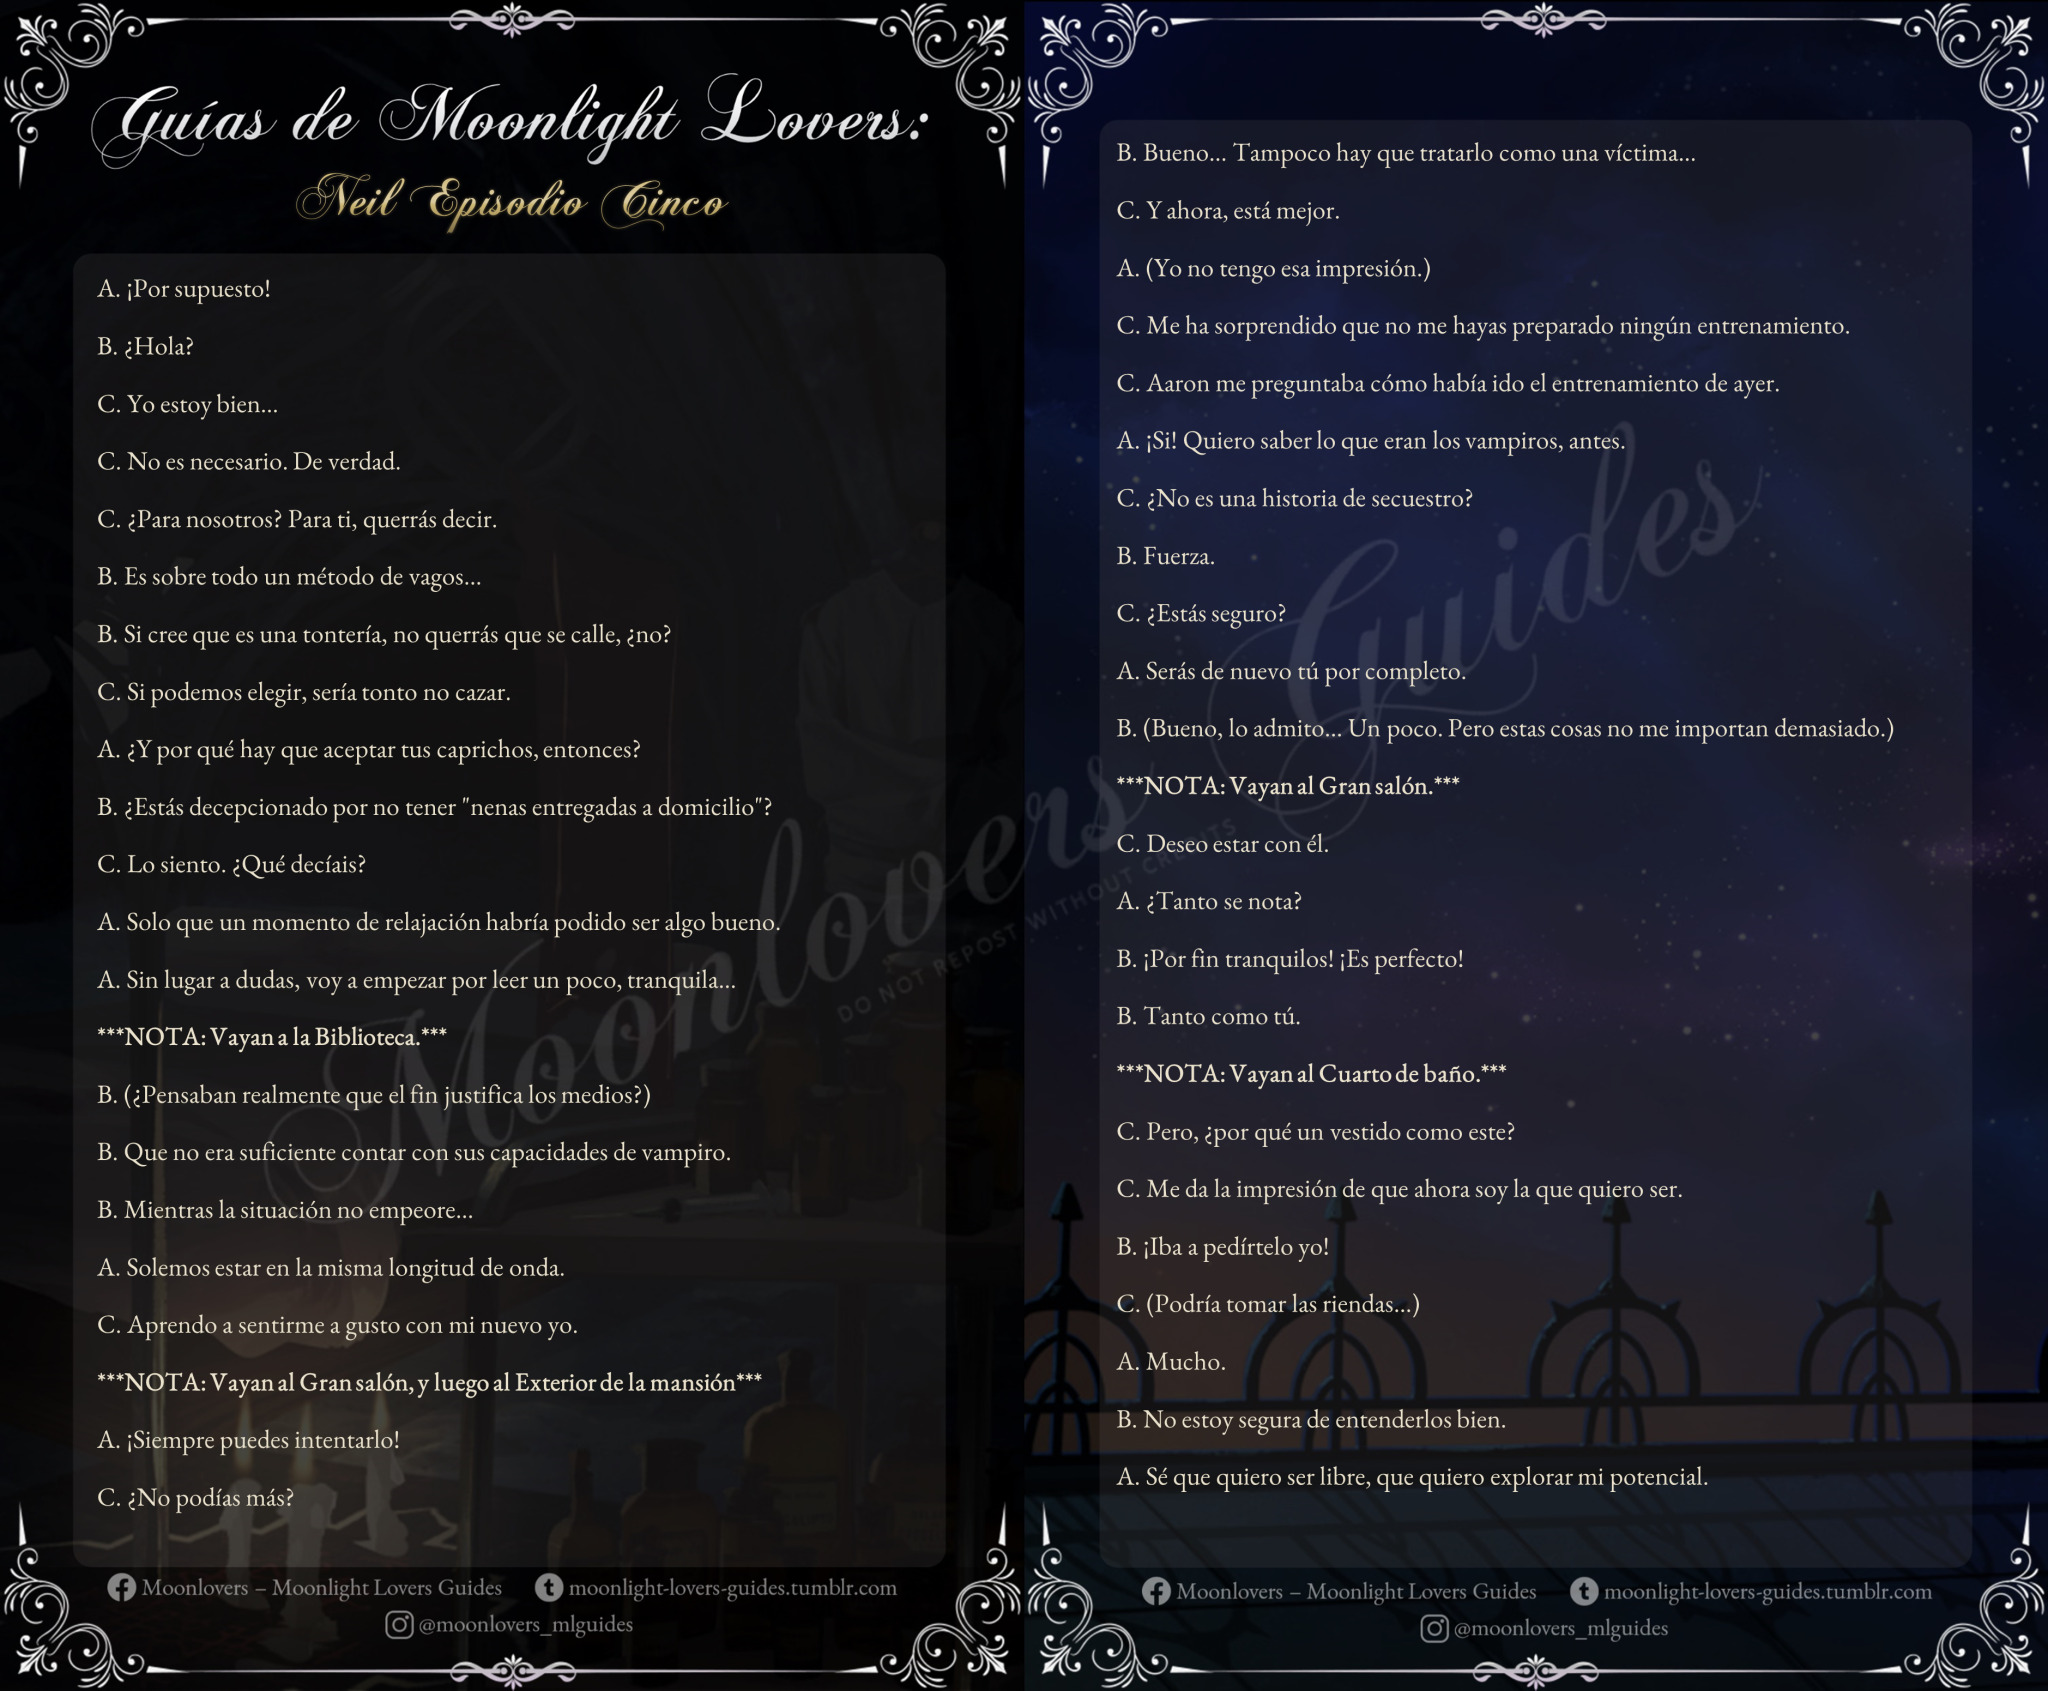 Guías de Moonlight Lovers:
Neil Episodio Cinco
A. ¡Por supuesto!
B. ¿Hola?
C. Yo estoy bien...
C. No es necesario. De verdad.
C. ¿Para nosotros? Para ti, querrás decir.
B. Es sobre todo un método de vagos...
B. Si cree que es una tontería, no querrás que se calle, ¿no?
C. Si podemos elegir, sería tonto no cazar.
A. ¿Y por qué hay que aceptar tus caprichos, entonces?
B. ¿Estás decepcionado por no tener "nenas entregadas a domicilio"?
C. Lo siento. ¿Qué decíais?
A. Solo que un momento de relajación habría podido ser algo bueno.
A. Sin lugar a dudas, voy a empezar por leer un poco, tranquila...
***NOTA: Vayan a la Biblioteca.***
B. (¿Pensaban realmente que el fin justifica los medios?)
B. Que no era suficiente contar con sus capacidades de vampiro.
B. Mientras la situación no empeore...
A. Solemos estar en la misma longitud de onda.
C. Aprendo a sentirme a gusto con mi nuevo yo.
***NOTA: Vayan al Gran salón, y luego al Exterior de la mansión***
A. ¡Siempre puedes intentarlo!
C. ¿No podías más?
Moonlovers – Moonlight Lovers Guides
moonlight-lovers-guides.tumblr.com
@moonlovers_mlguides
B. Bueno... Tampoco hay que tratarlo como una víctima...
C. Y ahora, está mejor.
A. (Yo no tengo esa impresión.)
C. Me ha sorprendido que no me hayas preparado ningún entrenamiento.
C. Aaron me preguntaba cómo había ido el entrenamiento de ayer.
A. ¡Si! Quiero saber lo que eran los vampiros, antes.
C. ¿No es una historia de secuestro?
B. Fuerza.
C. ¿Estás seguro?
A. Serás de nuevo tú por completo.
B. (Bueno, lo admito... Un poco. Pero estas cosas no me importan demasiado.)
***NOTA: Vayan al Gran salón.***
C. Deseo estar con él.
A. ¿Tanto se nota?
B. ¡Por fin tranquilos! ¡Es perfecto!
B. Tanto como tú.
***NOTA: Vayan al Cuarto de baño.***
C. Pero, ¿por qué un vestido como este?
C. Me da la impresión de que ahora soy la que quiero ser.
B. ¡Iba a pedírtelo yo!
C. (Podría tomar las riendas...)
A. Mucho.
B. No estoy segura de entenderlos bien.
A. Sé que quiero ser libre, que quiero explorar mi potencial.
Moonlovers – Moonlight Lovers Guides
moonlight-lovers-guides.tumblr.com
@moonlovers_mlguides
Moonlovers Guides
DO NOT REPOST WITHOUT CREDITS